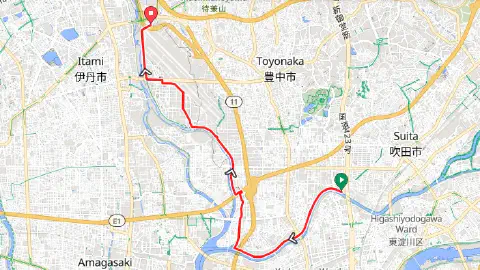 待兼山
新御堂筋
Itami
伊丹市
Toyonaka
豊中市
11
国道423号
Suita
吹田市
E1
Higashiyodogawa
Ward
東淀川区
Amagasaki